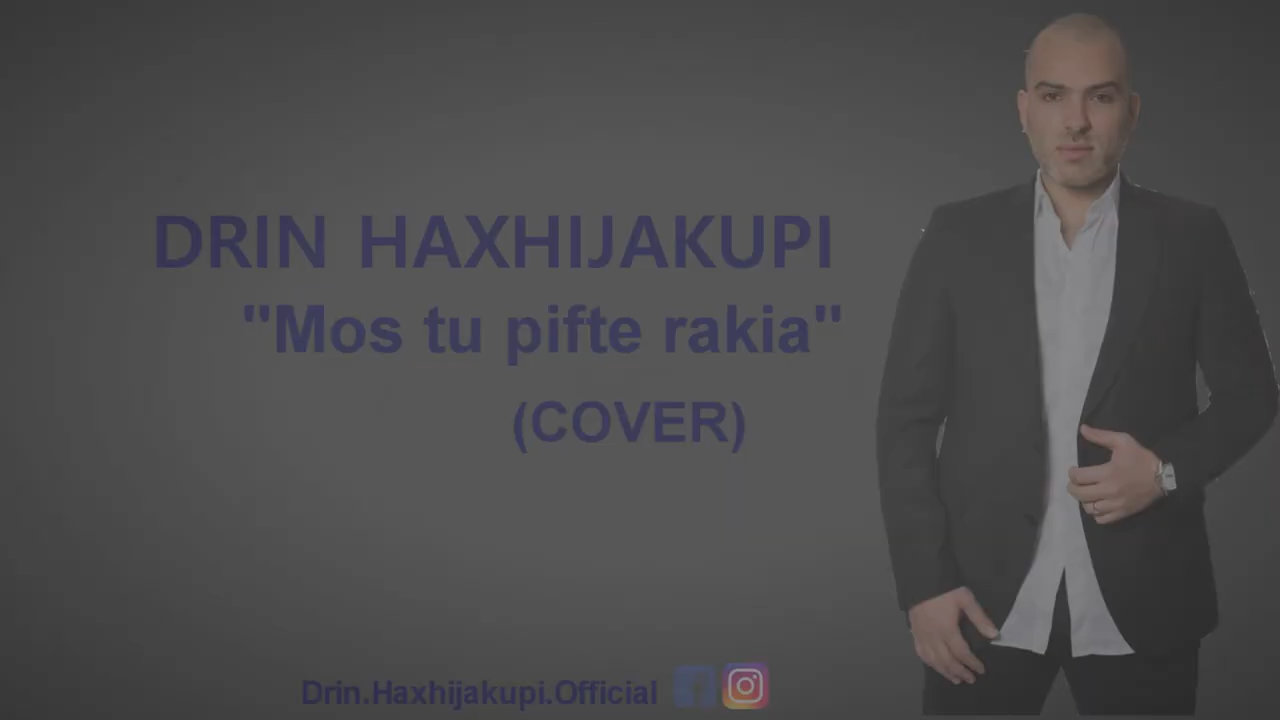 DRIN HAXHIJAKUPI
"Mos tu pifte rakia"
(COVER)
Drin.Haxhijakupi.Official